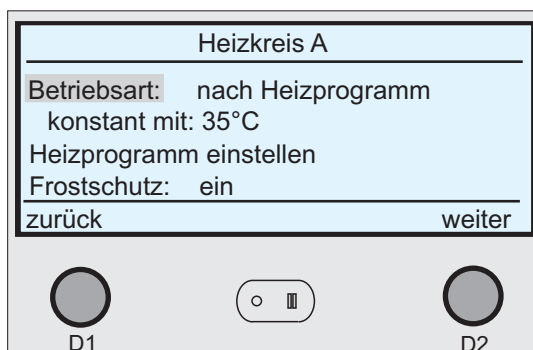 Heizkreis A
Betriebsart: nach Heizprogramm
konstant mit: 35°C
Heizprogramm einstellen
Frostschutz: ein
zurück weiter
D1 D2